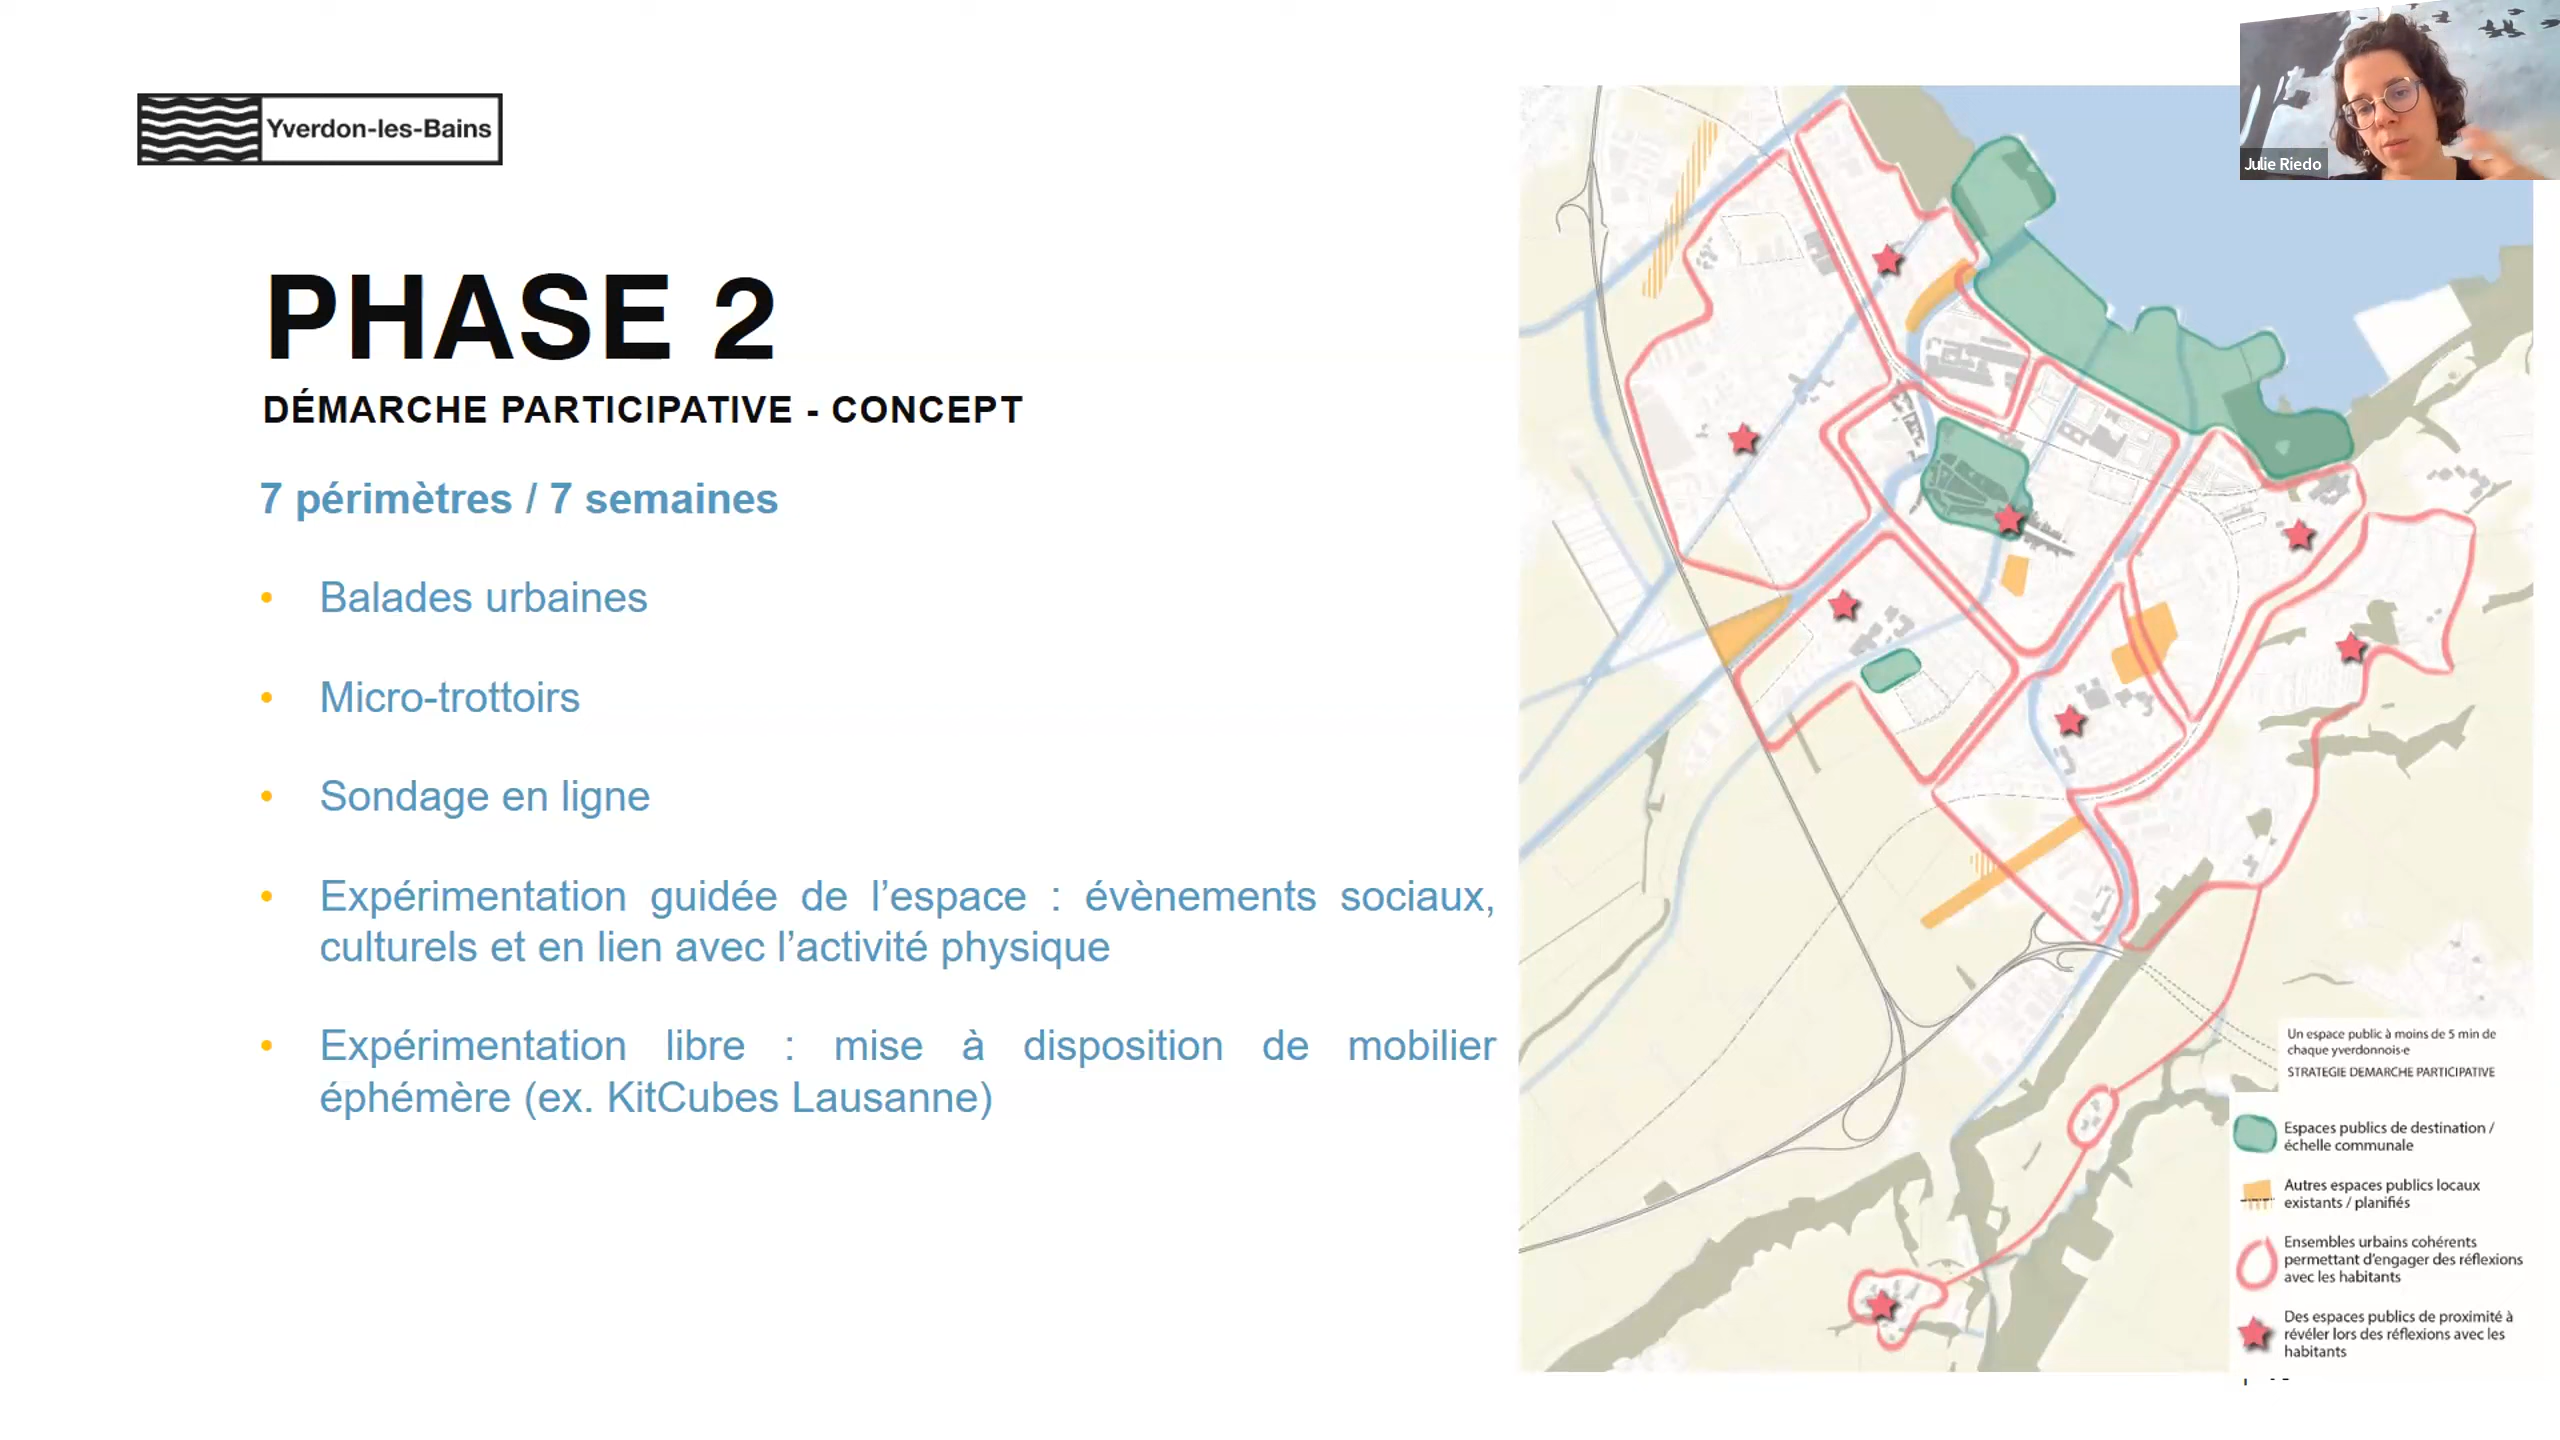 Yverdon-les-Bains
Julie Riedo
PHASE 2
DÉMARCHE PARTICIPATIVE - CONCEPT
7 périmètres / 7 semaines
• Balades urbaines
• Micro-trottoirs
• Sondage en ligne
• Expérimentation guidée de l’espace : évènements sociaux,
culturels et en lien avec l’activité physique
• Expérimentation libre : mise à disposition de mobilier
éphémère (ex. KitCubes Lausanne)
Un espace public à moins de 5 min de
chaque yverdonnois·e
STRATEGIE DEMARCHE PARTICIPATIVE
Espaces publics de destination /
échelle communale
Autres espaces publics locaux
existants / planifiés
Ensembles urbains cohérents
permettant d'engager des réflexions
avec les habitants
Des espaces publics de proximité à
révéler lors des réflexions avec les
habitants